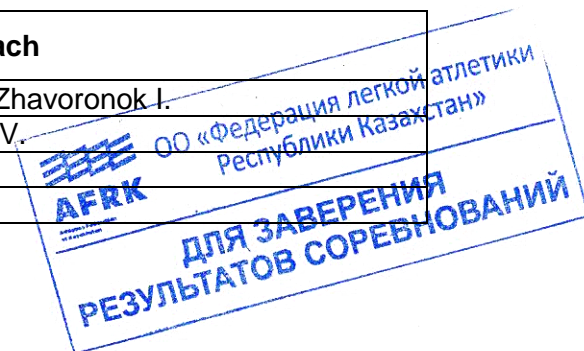 ach
Zhavoronok I.
V.
ОО «Федерация легкой атлетики
Республики Казахстан»
AFRK
ДЛЯ ЗАВЕРЕНИЯ
РЕЗУЛЬТАТОВ СОРЕВНОВАНИЙ